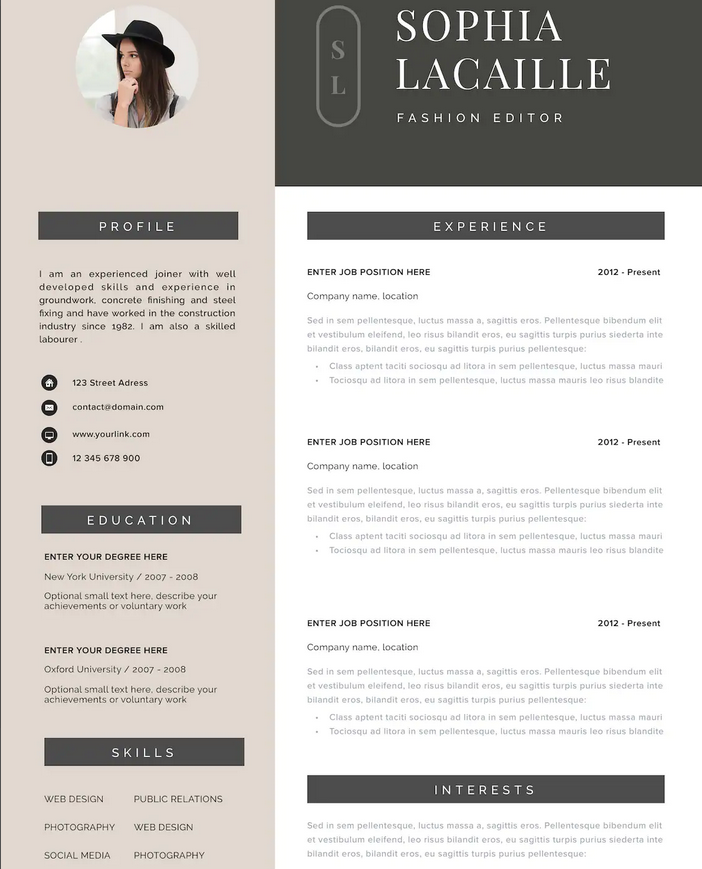 SOPHIA
LACAILLE
FASHION EDITOR
S
L
PROFILE
I am an experienced joiner with well
developed skills and experience in
groundwork, concrete finishing and steel
fixing and have worked in the construction
industry since 1982. I am also a skilled
labourer .
123 Street Adress
contact@domain.com
www.yourlink.com
12 345 678 900
EDUCATION
ENTER YOUR DEGREE HERE
New York University / 2007 - 2008
Optional small text here, describe your
achievements or voluntary work
ENTER YOUR DEGREE HERE
Oxford University / 2007 - 2008
Optional small text here, describe your
achievements or voluntary work
SKILLS
WEB DESIGN PUBLIC RELATIONS
PHOTOGRAPHY WEB DESIGN
SOCIAL MEDIA PHOTOGRAPHY
EXPERIENCE
ENTER JOB POSITION HERE 2012 - Present
Company name, location
Sed in sem pellentesque, luctus massa a, sagittis eros. Pellentesque bibendum elit
et vestibulum eleifend, leo risus bilandit eros, eu sagittis turpis purius siederta inte
bilandit eros, bilandit eros, eu sagittis turpis purius pellentesque:
• Class aptent taciti sociosqu ad litora in sem pellentesque, luctus massa mauri
• Tociosqu ad litora in sem pellentesque, luctus massa mauris leo risus blandite
ENTER JOB POSITION HERE 2012 - Present
Company name, location
Sed in sem pellentesque, luctus massa a, sagittis eros. Pellentesque bibendum elit
et vestibulum eleifend, leo risus bilandit eros, eu sagittis turpis purius siederta inte
bilandit eros, bilandit eros, eu sagittis turpis purius pellentesque:
• Class aptent taciti sociosqu ad litora in sem pellentesque, luctus massa mauri
• Tociosqu ad litora in sem pellentesque, luctus massa mauris leo risus blandite
ENTER JOB POSITION HERE 2012 - Present
Company name, location
Sed in sem pellentesque, luctus massa a, sagittis eros. Pellentesque bibendum elit
et vestibulum eleifend, leo risus bilandit eros, eu sagittis turpis purius siederta inte
bilandit eros, bilandit eros, eu sagittis turpis purius pellentesque:
• Class aptent taciti sociosqu ad litora in sem pellentesque, luctus massa mauri
• Tociosqu ad litora in sem pellentesque, luctus massa mauris leo risus blandite
INTERESTS
Sed in sem pellentesque, luctus massa a, sagittis eros. Pellentesque bibendum elit
et vestibulum eleifend, leo risus bilandit eros, eu sagittis turpis purius siederta inte
bilandit eros, bilandit eros, eu sagittis turpis purius pellentesque: